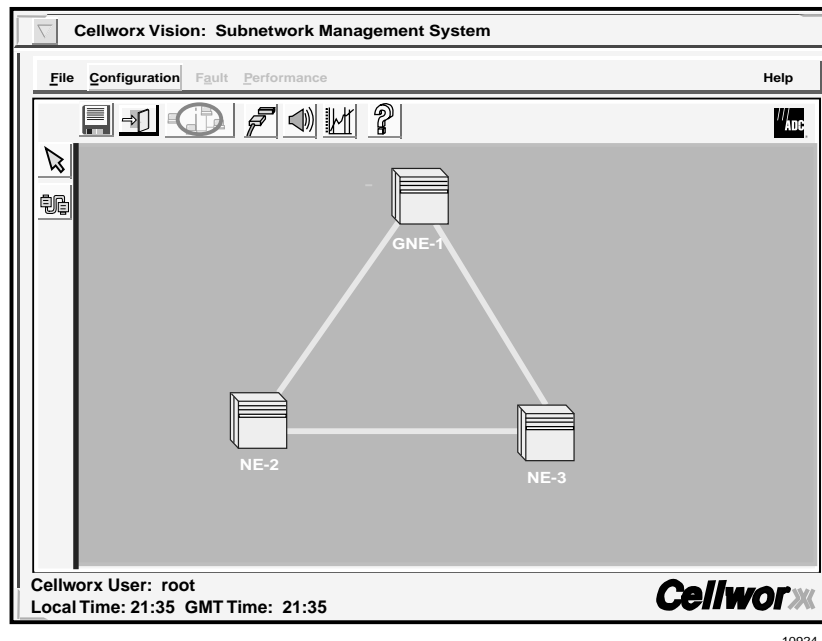 Cellworx Vision: Subnetwork Management System
File Configuration Fault Performance Help
ADC
GNE-1
NE-2
NE-3
Cellworx User: root
Local Time: 21:35 GMT Time: 21:35
Cellworx